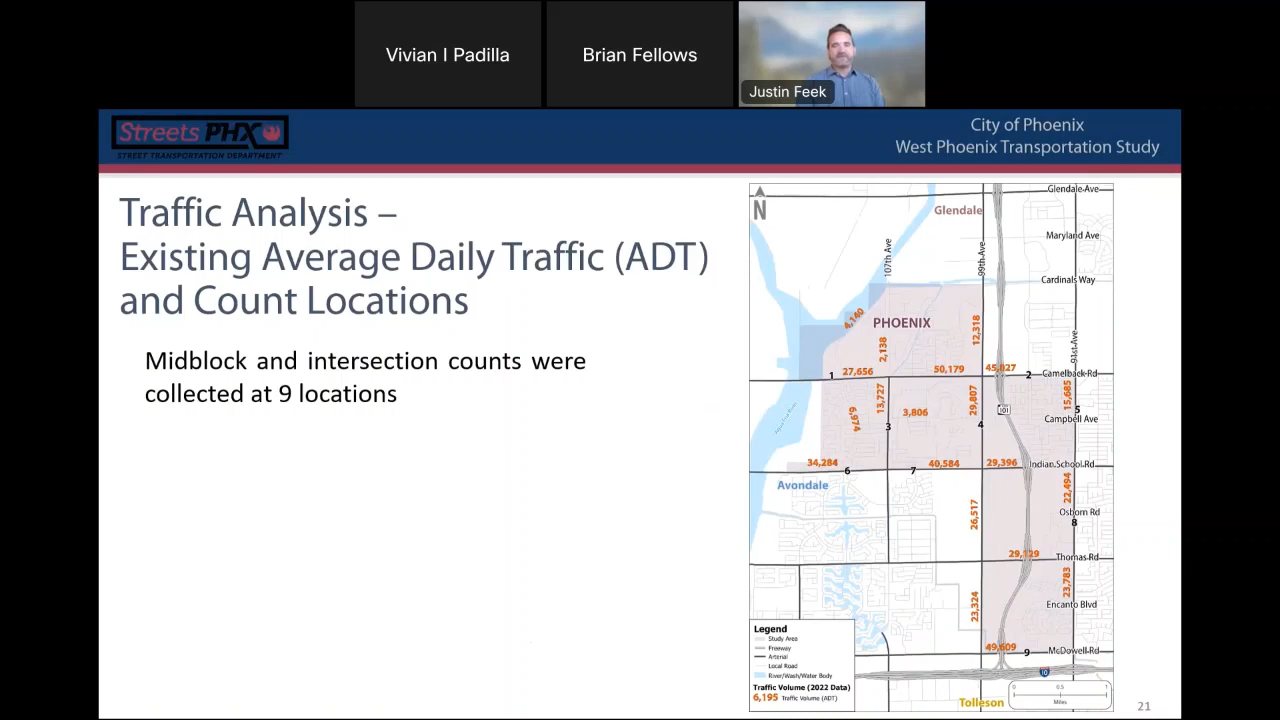 Vivian I Padilla
Brian Fellows
Justin Feek
Streets PHX
STREET TRANSPORTATION DEPARTMENT
City of Phoenix
West Phoenix Transportation Study
Traffic Analysis –
Existing Average Daily Traffic (ADT)
and Count Locations
Midblock and intersection counts were
collected at 9 locations
N
Glendale Ave
Glendale
Maryland Ave
107th Ave
99th Ave
Cardinals Way
4,140
PHOENIX
12,318
2,138
91st Ave
27,656
50,179
45,027
1
2
Camelback Rd
13,727
29,807
15,685
6,974
3,806
101
5
Campbell Ave
3
4
34,284
40,584
29,396
Indian School Rd
6
7
Avondale
22,494
26,517
Osborn Rd
8
29,129
Thomas Rd
23,783
23,324
Encanto Blvd
49,609
9
McDowell Rd
10
Legend
Study Area
Freeway
Arterial
Local Road
River/Wash/Water Body
Traffic Volume (2022 Data)
6,195 Traffic Volume (ADT)
0 0.5 1
Miles
Tolleson
21